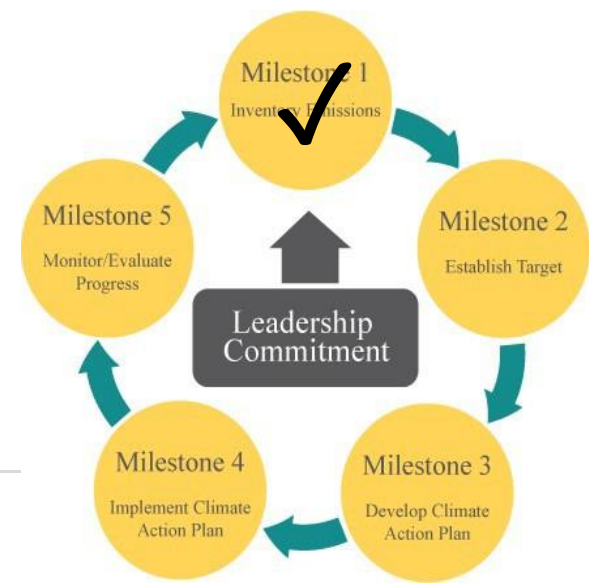 Milestone 1
Inventory Emissions
Milestone 2
Establish Target
Milestone 3
Develop Climate
Action Plan
Milestone 4
Implement Climate
Action Plan
Milestone 5
Monitor/Evaluate
Progress
Leadership
Commitment